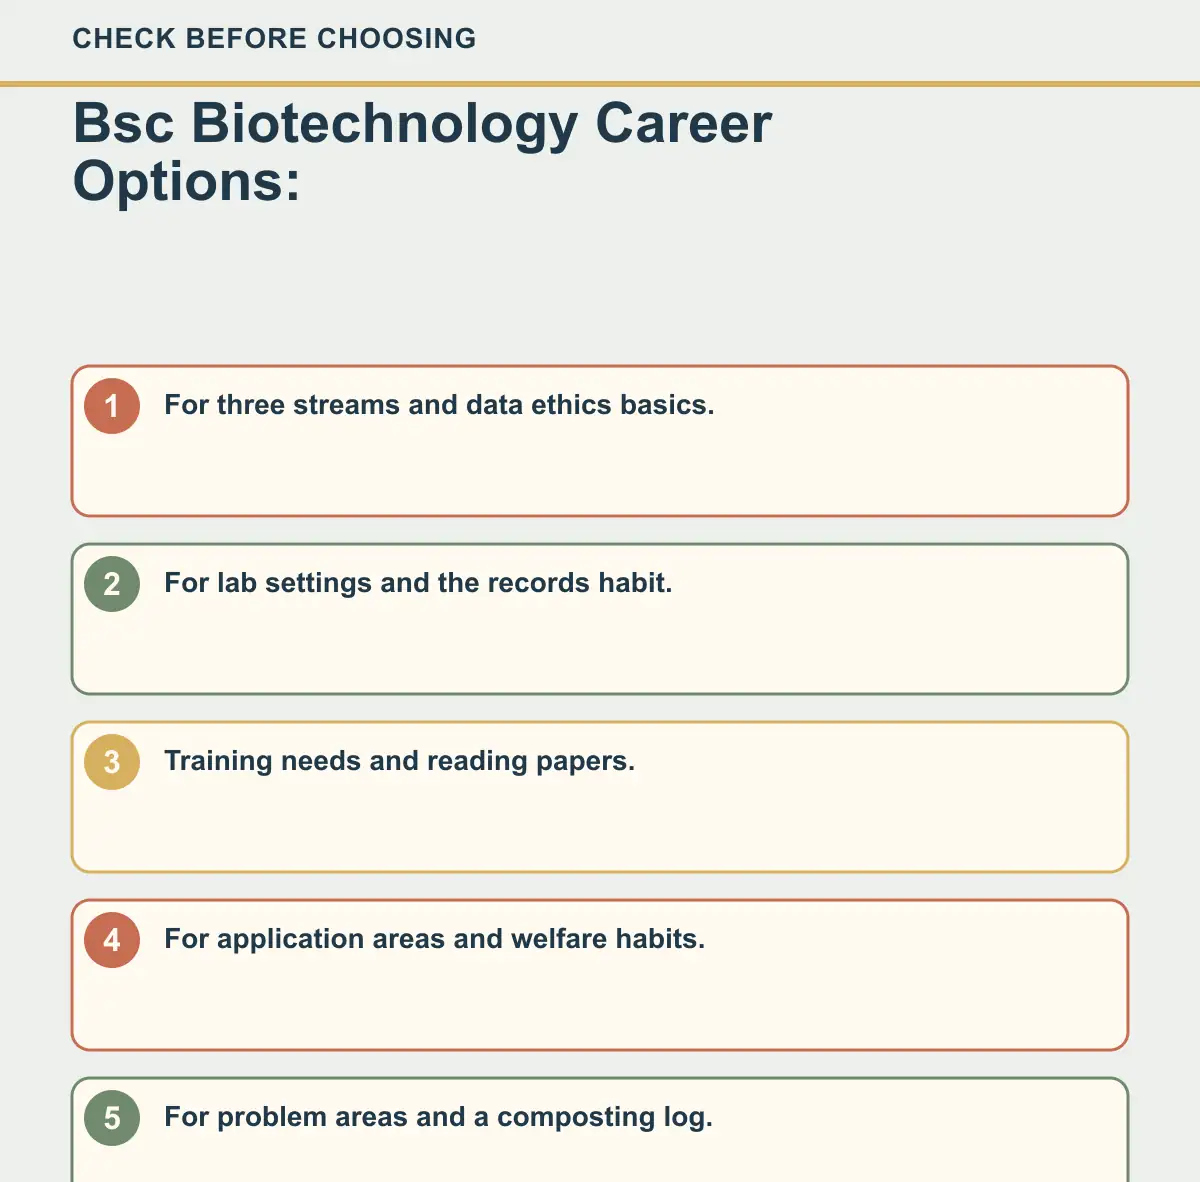 CHECK BEFORE CHOOSING
Bsc Biotechnology Career
Options:
1
For three streams and data ethics basics.
2
For lab settings and the records habit.
3
Training needs and reading papers.
4
For application areas and welfare habits.
5
For problem areas and a composting log.